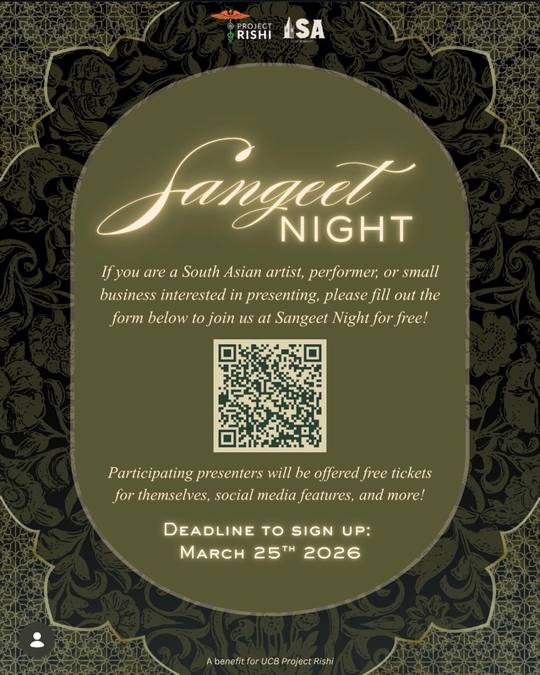 PROJECT
RISHI
ISA
Sangeet
NIGHT
If you are a South Asian artist, performer, or small
business interested in presenting, please fill out the
form below to join us at Sangeet Night for free!
Participating presenters will be offered free tickets
for themselves, social media features, and more!
DEADLINE TO SIGN UP:
MARCH 25TH 2026
A benefit for UCB Project Rishi